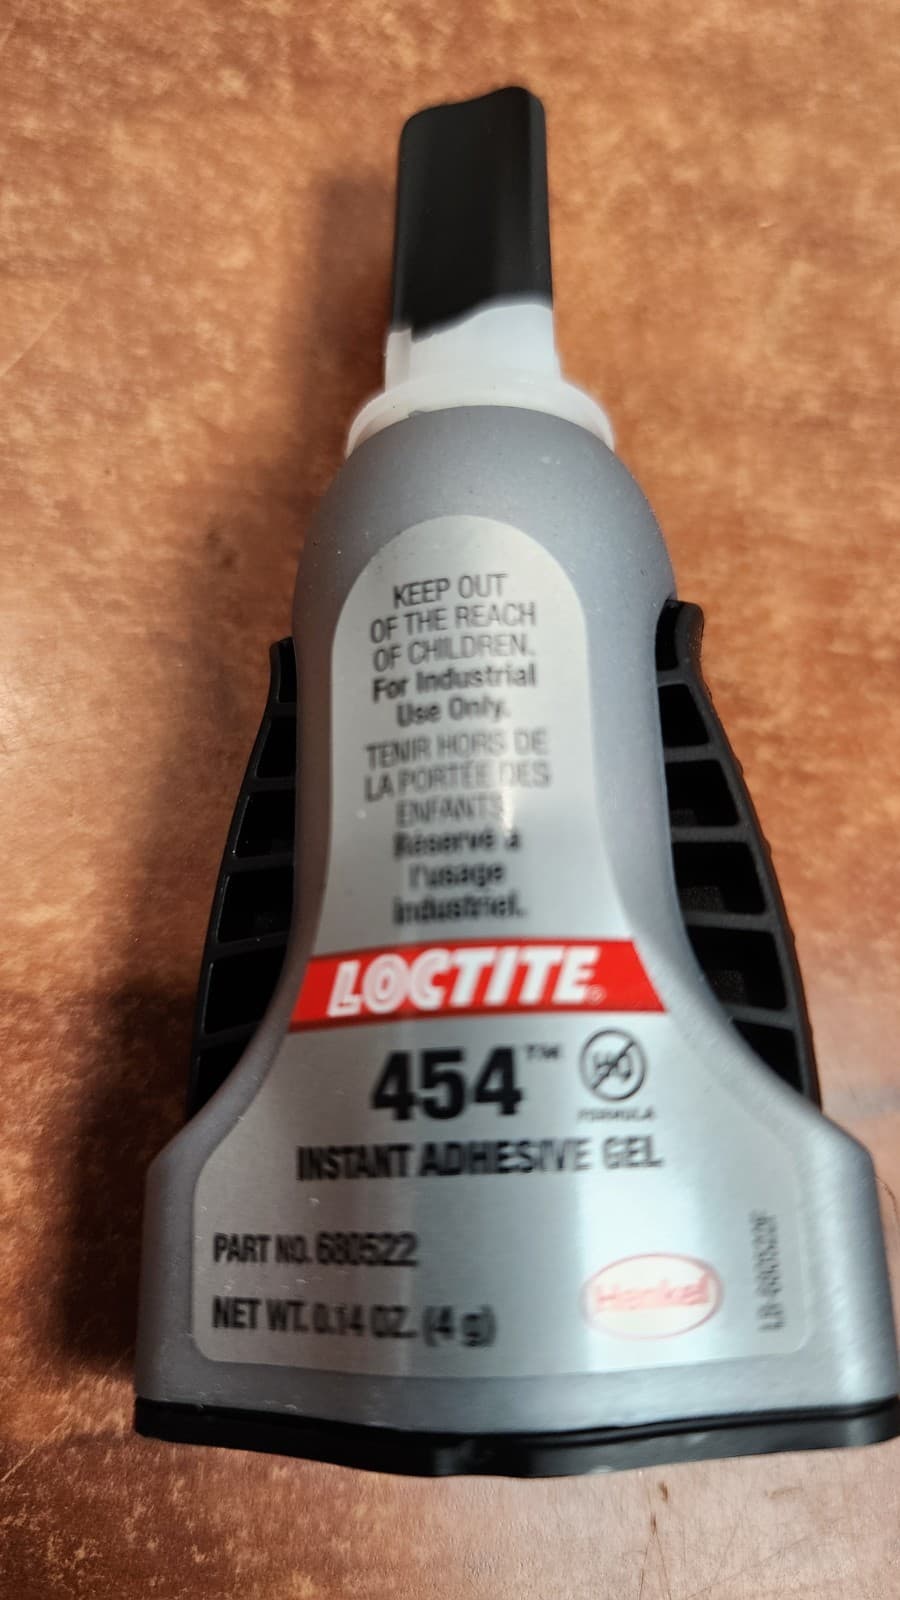 KEEP OUT
OF THE REACH
OF CHILDREN.
For Industrial
Use Only.
TENIR HORS DE
LA PORTÉE DES
ENFANTS
Réservé à
l'usage
industriel.
LOCTITE®
454™
FORMULA
INSTANT ADHESIVE GEL
PART NO. 680522
NET WT. 0.14 OZ. (4 g)
Henkel